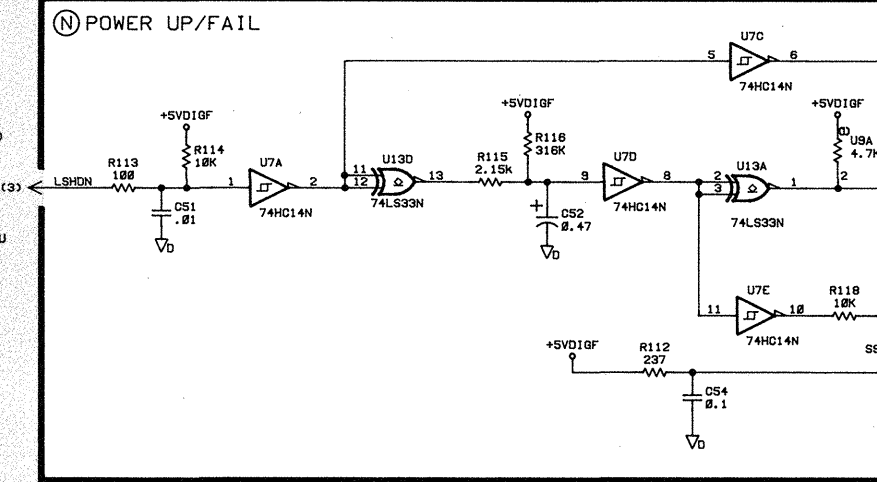 N POWER UP/FAIL
U7C
5 6
74HC14N
+5VDIGF
+5VDIGF
+5VDIGF
R114
10K
R116
316K
U9A
4.7K
(3)
LSHDN
R113
100
1
U7A
2
74HC14N
11
12
U13D
13
74LS33N
R115
2.15k
9
U7D
8
74HC14N
2
3
U13A
1
74LS33N
2
C51
.01
D
+
C52
0.47
D
11
U7E
10
74HC14N
R118
10K
+5VDIGF
R112
237
SS
C54
0.1
D
U